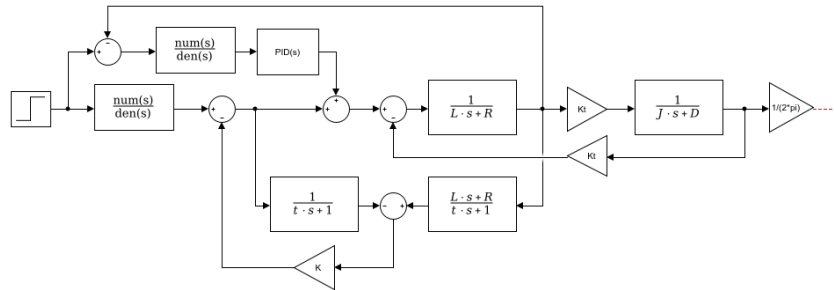 num(s)
den(s)
PID(s)
num(s)
den(s)
1
L · s + R
Kt
1
J · s + D
1/(2*pi)
Kt
1
t · s + 1
L · s + R
t · s + 1
K